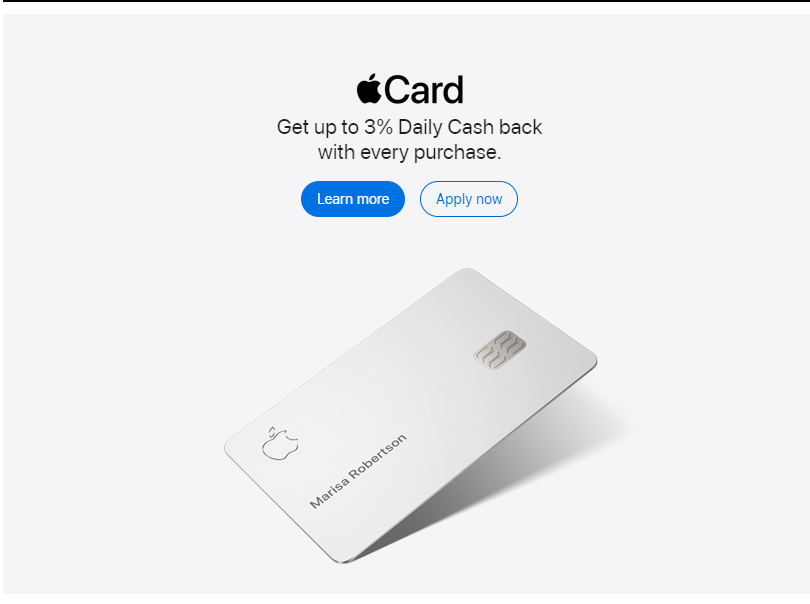 Card
Get up to 3% Daily Cash back
with every purchase.
Learn more
Apply now
Marisa Robertson